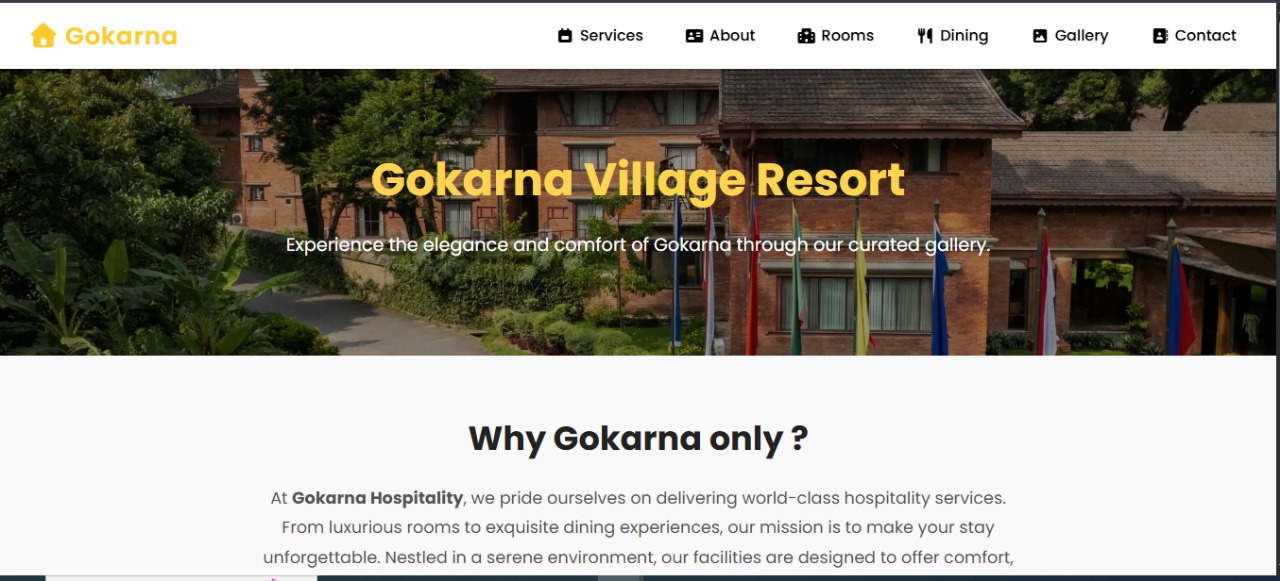 Gokarna
Services About Rooms Dining Gallery Contact
Gokarna Village Resort
Experience the elegance and comfort of Gokarna through our curated gallery.
Why Gokarna only ?
At Gokarna Hospitality, we pride ourselves on delivering world-class hospitality services.
From luxurious rooms to exquisite dining experiences, our mission is to make your stay
unforgettable. Nestled in a serene environment, our facilities are designed to offer comfort,